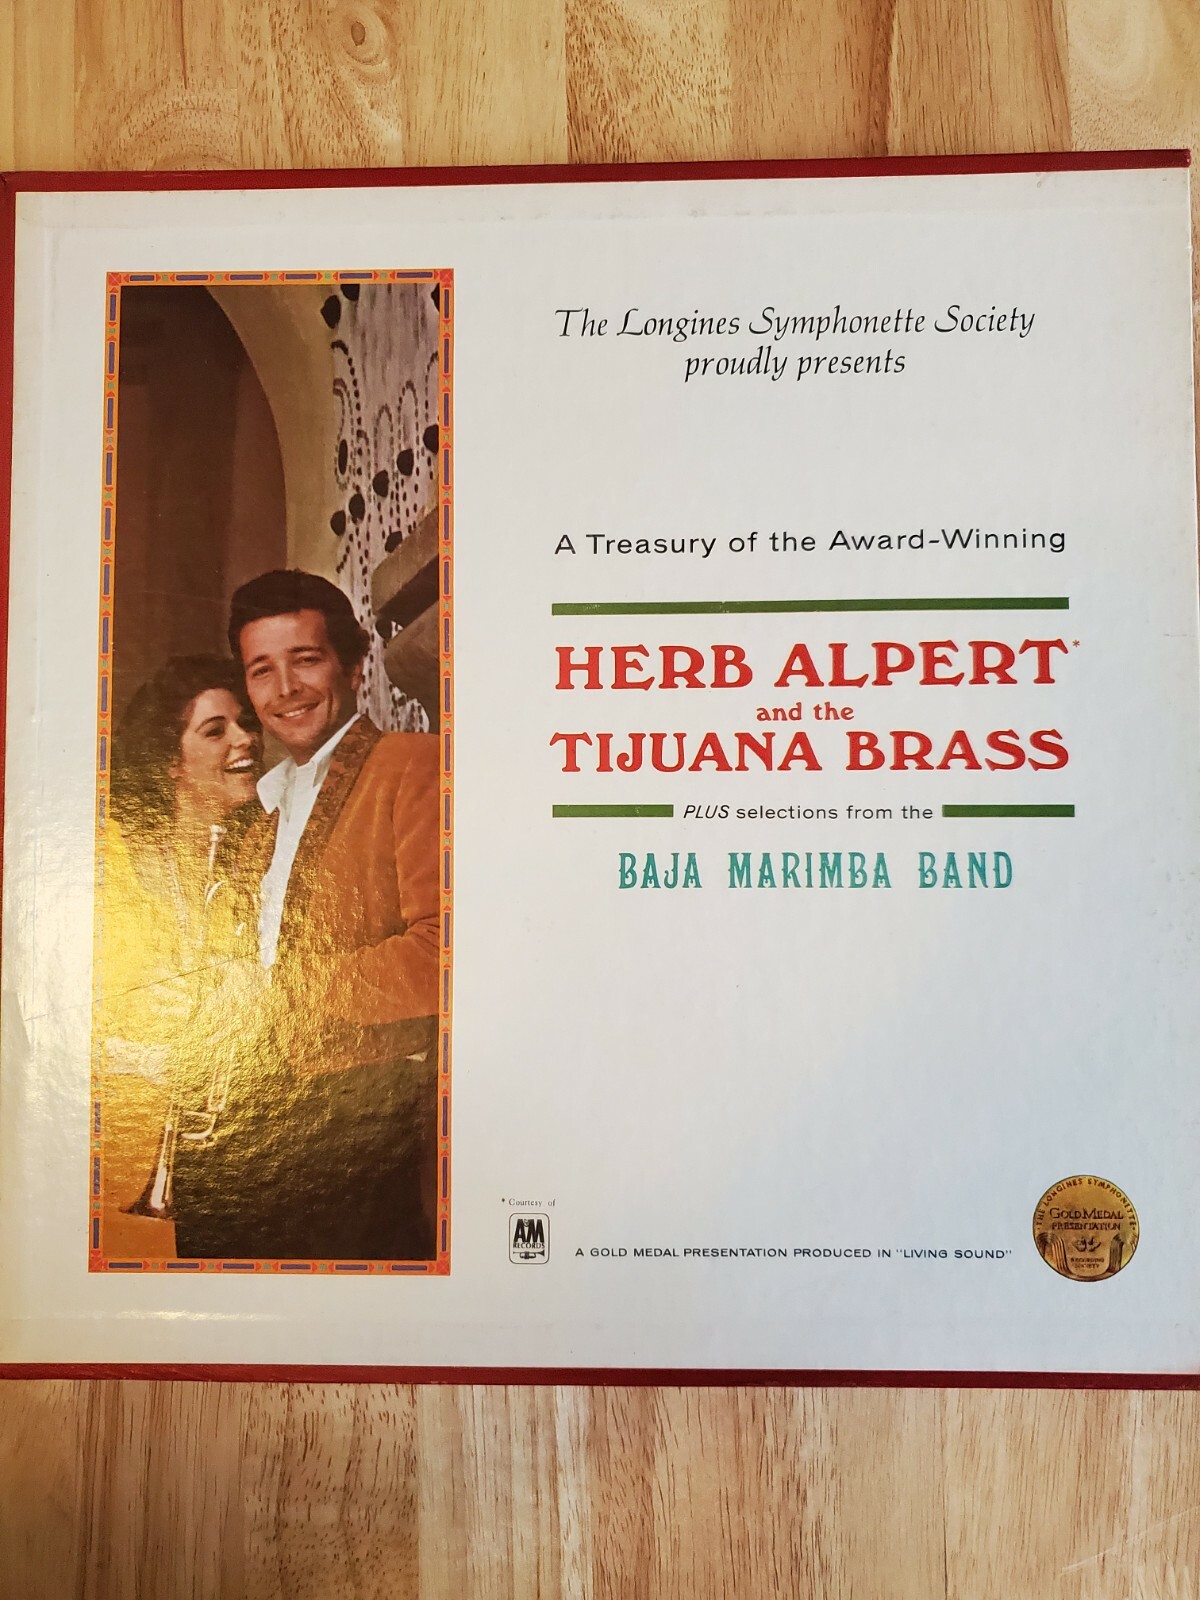 The Longines Symphonette Society
proudly presents
A Treasury of the Award-Winning
HERB ALPERT*
and the
TIJUANA BRASS
PLUS selections from the
BAJA MARIMBA BAND
* Courtesy of
A&M
RECORDS
A GOLD MEDAL PRESENTATION PRODUCED IN "LIVING SOUND"
THE LONGINES SYMPHONETTE
GOLD MEDAL
PRESENTATION
RECORDING
SOCIETY